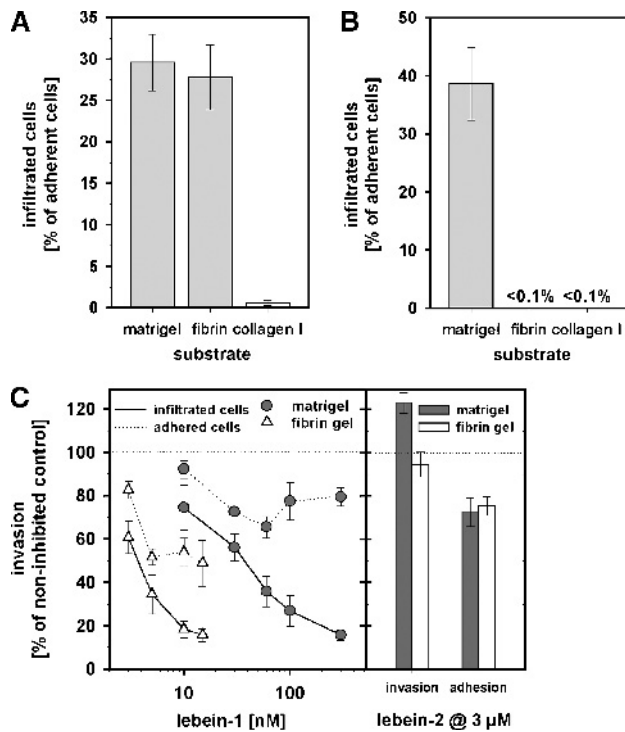 A
infiltrated cells
[% of adherent cells]
35
30
25
20
15
10
5
0
matrigel fibrin collagen I
substrate
B
infiltrated cells
[% of adherent cells]
50
40
30
20
10
0
<0.1% <0.1%
matrigel fibrin collagen I
substrate
C
invasion
[% of non-inhibited control]
120
100
80
60
40
20
0
infiltrated cells
adhered cells
matrigel
fibrin gel
10 100
lebein-1 [nM]
matrigel
fibrin gel
invasion adhesion
lebein-2 @ 3 µM